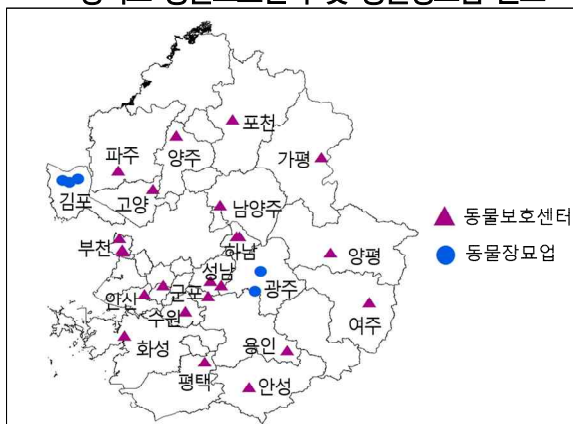 포천
파주
양주
가평
김포
고양
남양주
동물보호센터
부천
하남
양평
동물장묘업
성남
광주
안산
군포
수원
여주
화성
용인
평택
안성